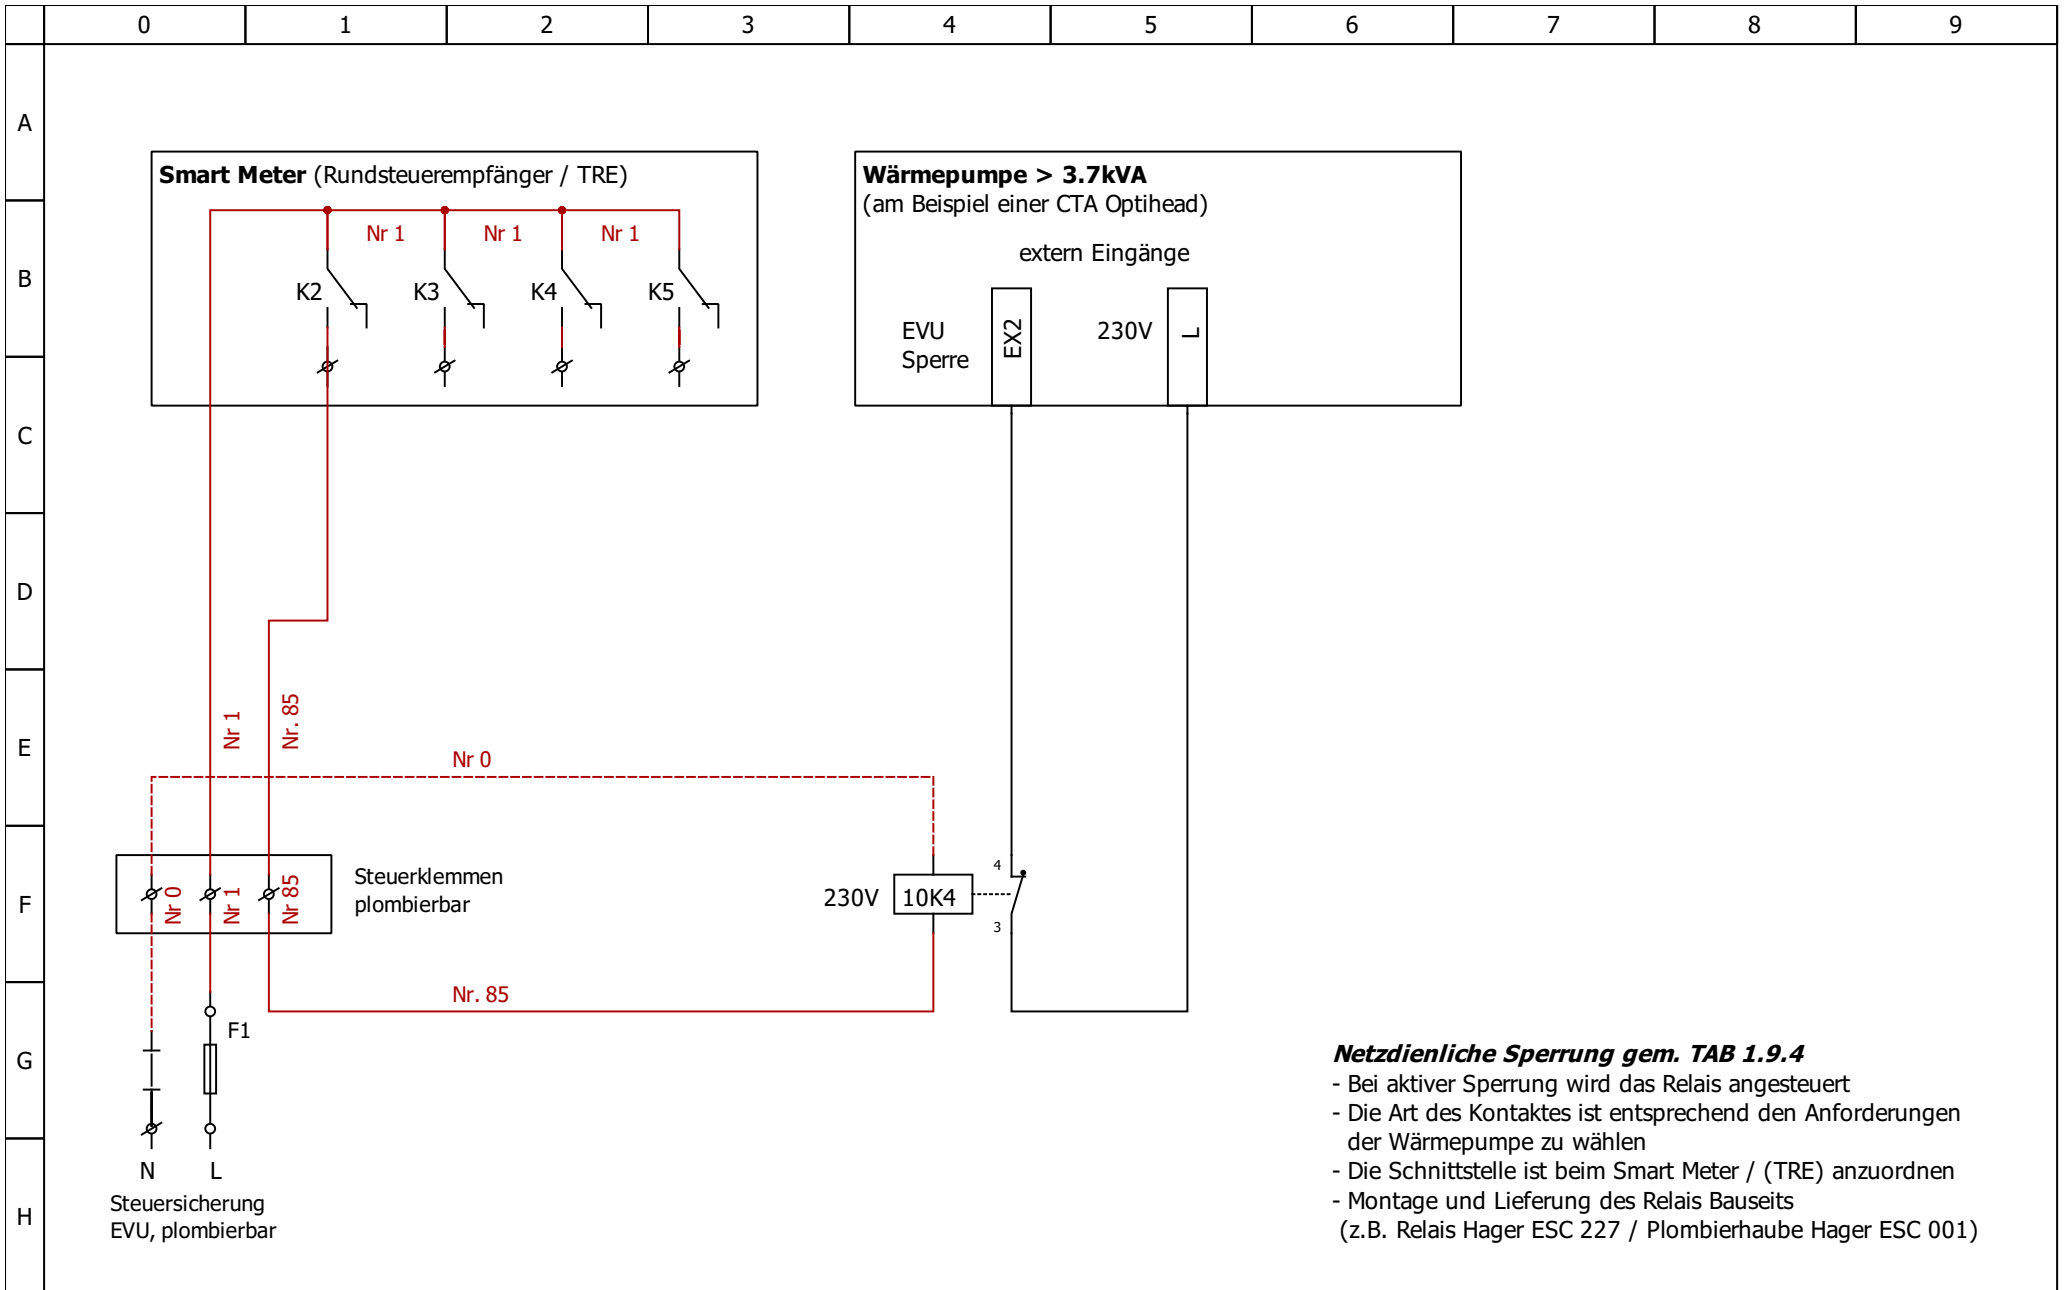 0 1 2 3 4 5 6 7 8 9
A
Smart Meter (Rundsteuerempfänger / TRE)
Nr 1 Nr 1 Nr 1
K2 K3 K4 K5
Wärmepumpe > 3.7kVA
(am Beispiel einer CTA Optihead)
extern Eingänge
EVU
Sperre
EX2
230V
L
B
C
D
E
Nr 1
Nr. 85
Nr 0
F
Nr 0
Nr 1
Nr 85
Steuerklemmen
plombierbar
230V
10K4
4
3
Nr. 85
G
F1
N L
Steuersicherung
EVU, plombierbar
H
Netzdienliche Sperrung gem. TAB 1.9.4
- Bei aktiver Sperrung wird das Relais angesteuert
- Die Art des Kontaktes ist entsprechend den Anforderungen
der Wärmepumpe zu wählen
- Die Schnittstelle ist beim Smart Meter / (TRE) anzuordnen
- Montage und Lieferung des Relais Bauseits
(z.B. Relais Hager ESC 227 / Plombierhaube Hager ESC 001)